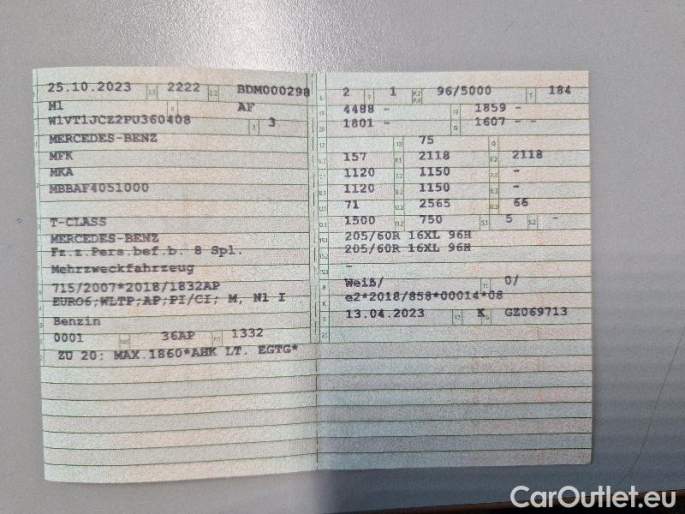 25.10.2023 2222 BDM000298
M1 AF
W1VT1JCZ2PU360408 3
MERCEDES-BENZ
MFK
MKA
MBBAF4051000
T-CLASS
MERCEDES-BENZ
Fz.z.Pers.bef.b. 8 Spl.
Mehrzweckfahrzeug
715/2007*2018/1832AP
EURO6;WLTP;AP;PI/CI; M, N1 I
Benzin
0001 36AP 1332
ZU 20: MAX.1860*AHK LT. EGTG*
2 1 96/5000 184
4488 - 1859 -
1801 - 1607 - -
75
157 2118 2118
1120 1150 -
1120 1150 -
71 2565 66
1500 750 5 -
205/60R 16XL 96H
205/60R 16XL 96H
-
Weiß/ 0/
e2*2018/858*00014*08
13.04.2023 K GZ069713
CarOutlet.eu